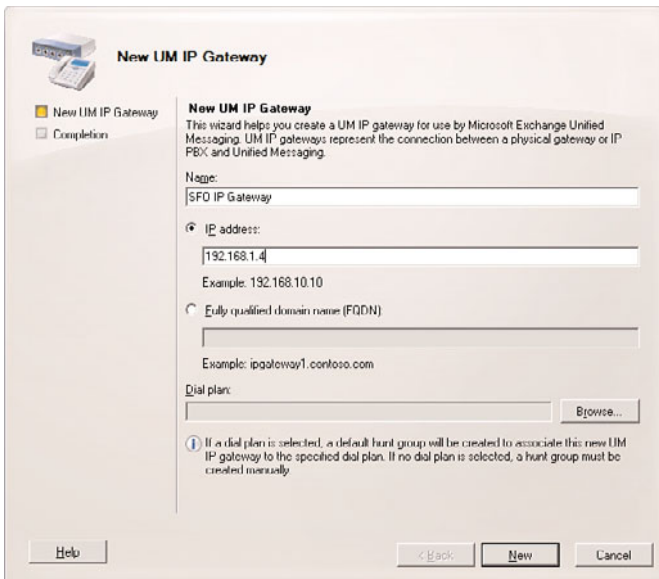 New UM IP Gateway
New UM IP Gateway
Completion
New UM IP Gateway
This wizard helps you create a UM IP gateway for use by Microsoft Exchange Unified
Messaging. UM IP gateways represent the connection between a physical gateway or IP
PBX and Unified Messaging.
Name:
SFO IP Gateway
IP address:
192.168.1.4
Example: 192.168.10.10
Fully qualified domain name (FQDN)
Example: ipgateway1.contoso.com
Dial plan:
Browse...
If a dial plan is selected, a default hunt group will be created to associate this new UM
IP gateway to the specified dial plan. If no dial plan is selected, a hunt group must be
created manually.
Help
< Back
New
Cancel